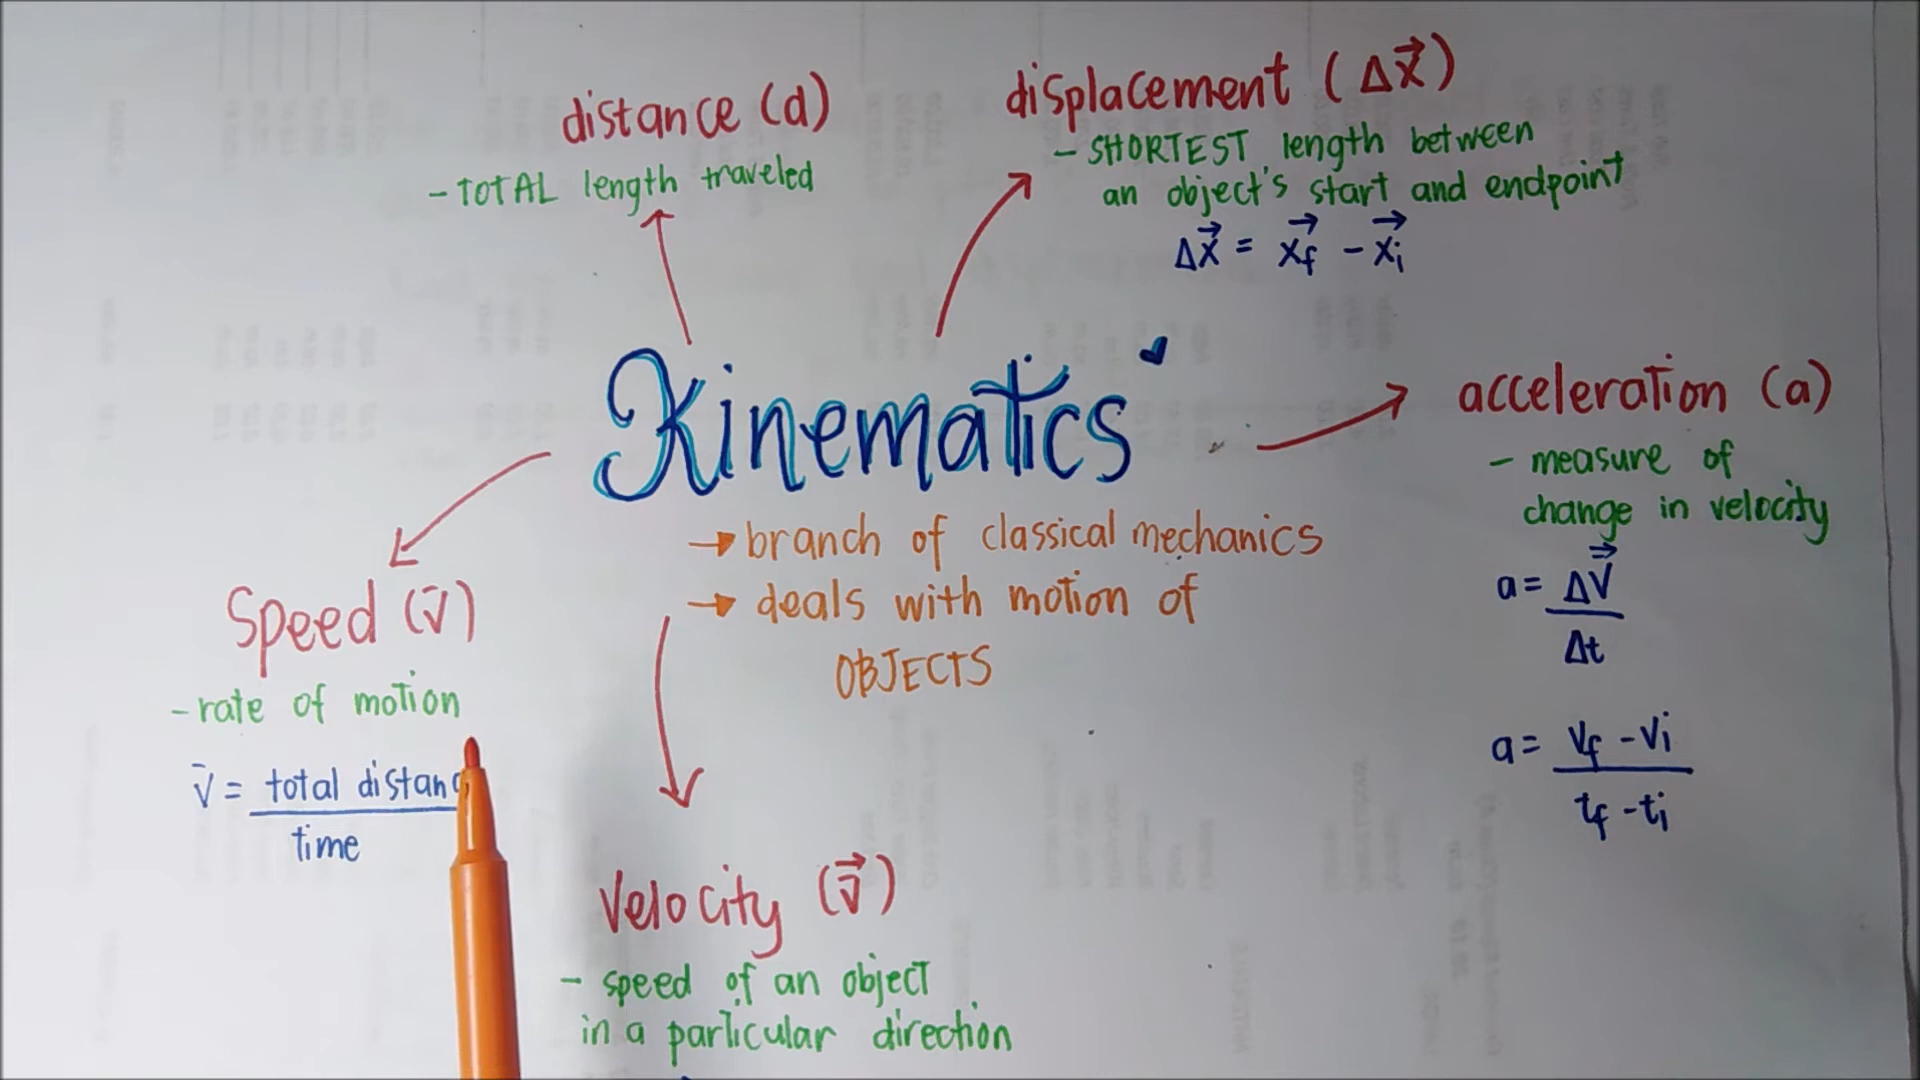 distance (d)
- TOTAL length traveled
displacement (Δx⃗)
- SHORTEST length between
an object's start and endpoint
Δx⃗ = x⃗f - x⃗i
Kinematics
→ branch of classical mechanics
→ deals with motion of
OBJECTS
acceleration (a)
- measure of
change in velocity
a = Δv⃗
Δt
a = vf - vi
tf - ti
Speed (v̄)
- rate of motion
v̄ = total
time
Velocity (v⃗)
- speed of an object
in a particular direction